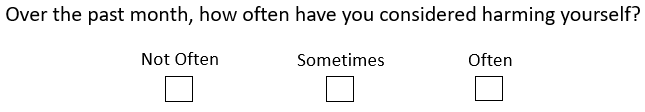 Over the past month, how often have you considered harming yourself?
Not Often Sometimes Often